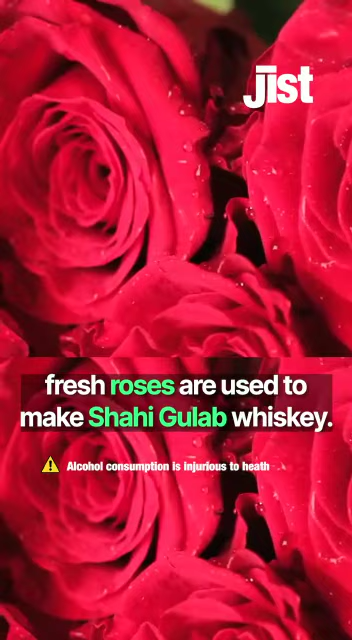 Jist
fresh roses are used to
make Shahi Gulab whiskey.
Alcohol consumption is injurious to heath